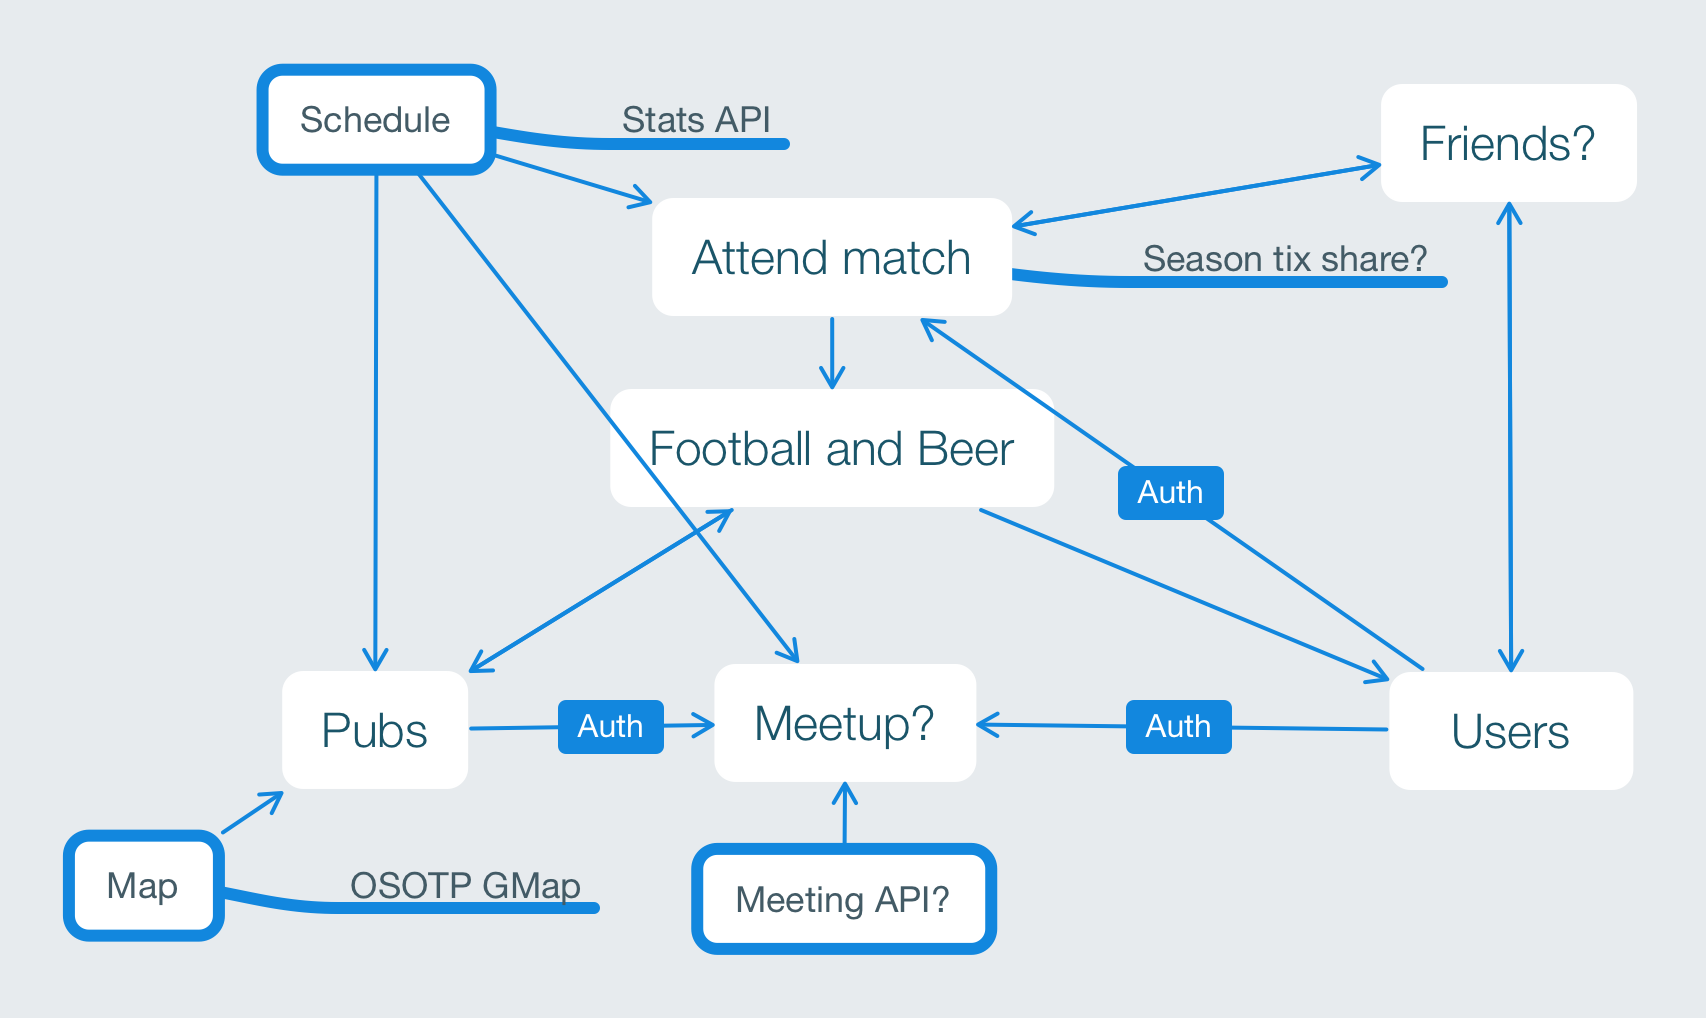 Schedule
Stats API
Friends?
Attend match
Season tix share?
Football and Beer
Auth
Pubs
Auth
Meetup?
Auth
Users
Map
OSOTP GMap
Meeting API?